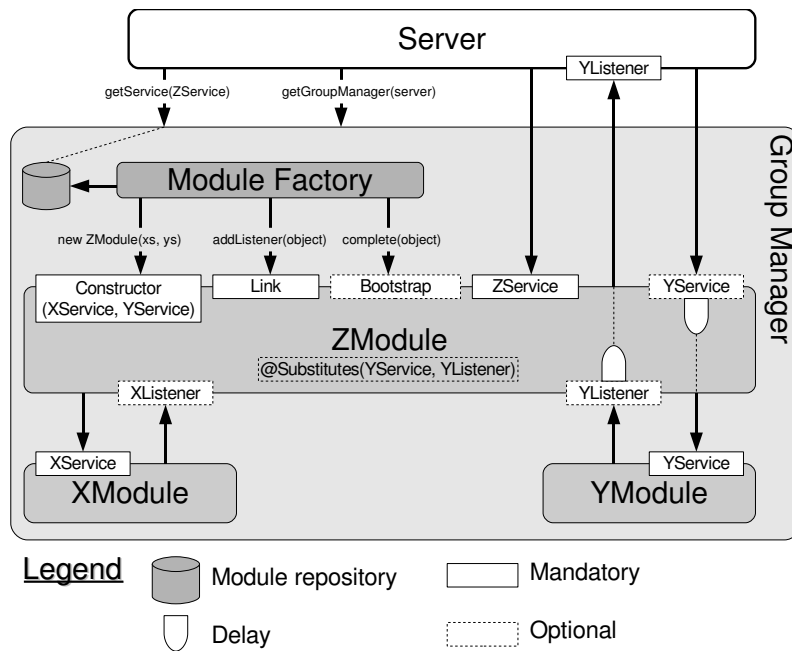 Server
YListener
getService(ZService)
getGroupManager(server)
Group Manager
Module Factory
new ZModule(xs, ys)
addListener(object)
complete(object)
Constructor
(XService, YService)
Link
Bootstrap
ZService
YService
ZModule
@Substitutes(YService, YListener)
XListener
YListener
XService
YService
XModule
YModule
Legend
Module repository
Mandatory
Delay
Optional